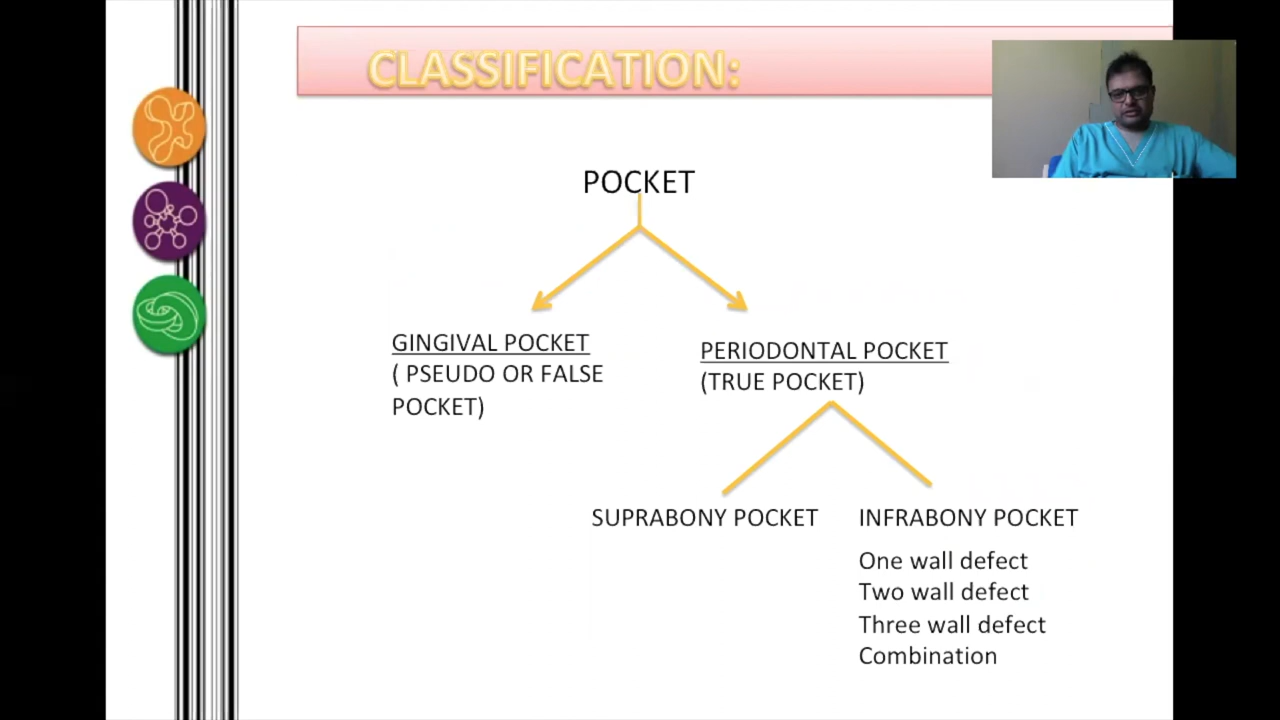 CLASSIFICATION:
POCKET
GINGIVAL POCKET
( PSEUDO OR FALSE
POCKET)
PERIODONTAL POCKET
(TRUE POCKET)
SUPRABONY POCKET
INFRABONY POCKET
One wall defect
Two wall defect
Three wall defect
Combination